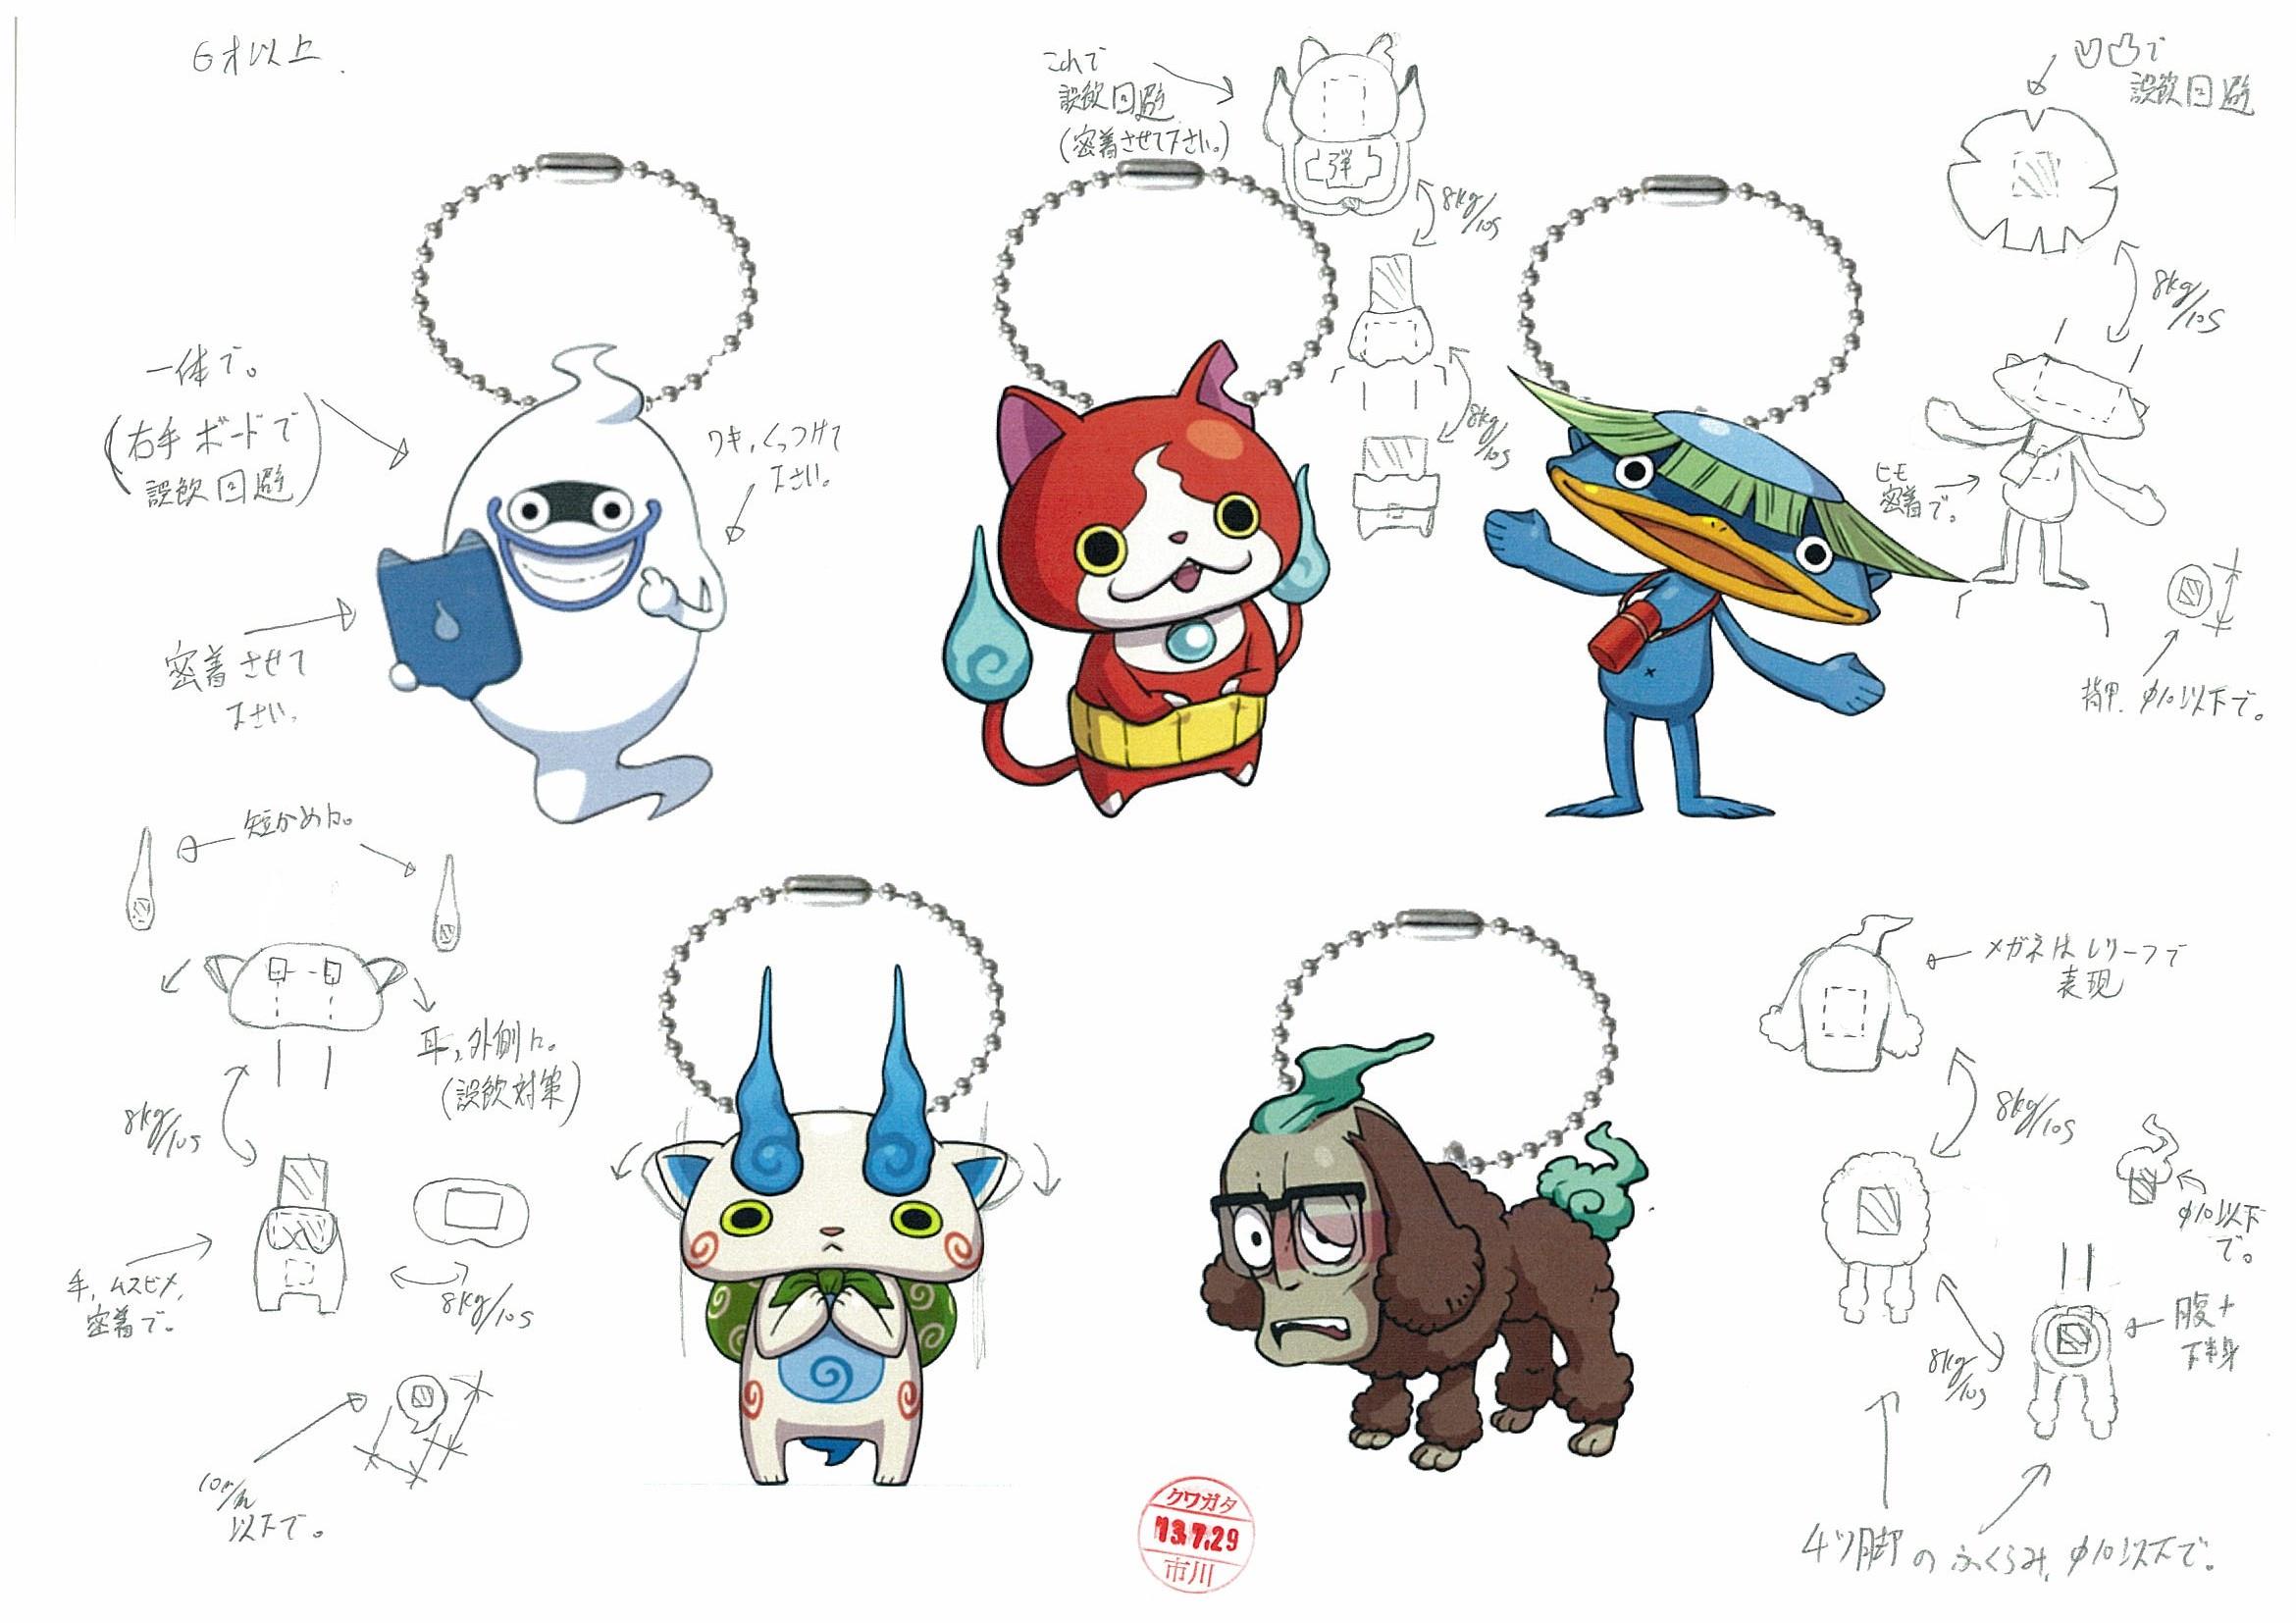 6才以上.
これで
誤飲回避
(密着させて下さい。)
弾
8kg/10s
8kg/10s
凹凸で
誤飲回避
8kg/10s
ヒモ
密着で。
背甲. φ10以下で。
一体で。
(右手ボードで
誤飲回避)
ワキ, くっつけて
下さい。
密着させて
下さい。
短かめに。
耳, 外側に。
(誤飲対策)
8kg/10s
手, ムスビメ,
密着で。
8kg/10s
10m/m
以下で。
メガネはレリーフで
表現
8kg/10s
φ10以下
で。
腹+
下半身
8kg/10s
4ツ脚のふくらみ, φ10以下で。
クワガタ
13.7.29
市川